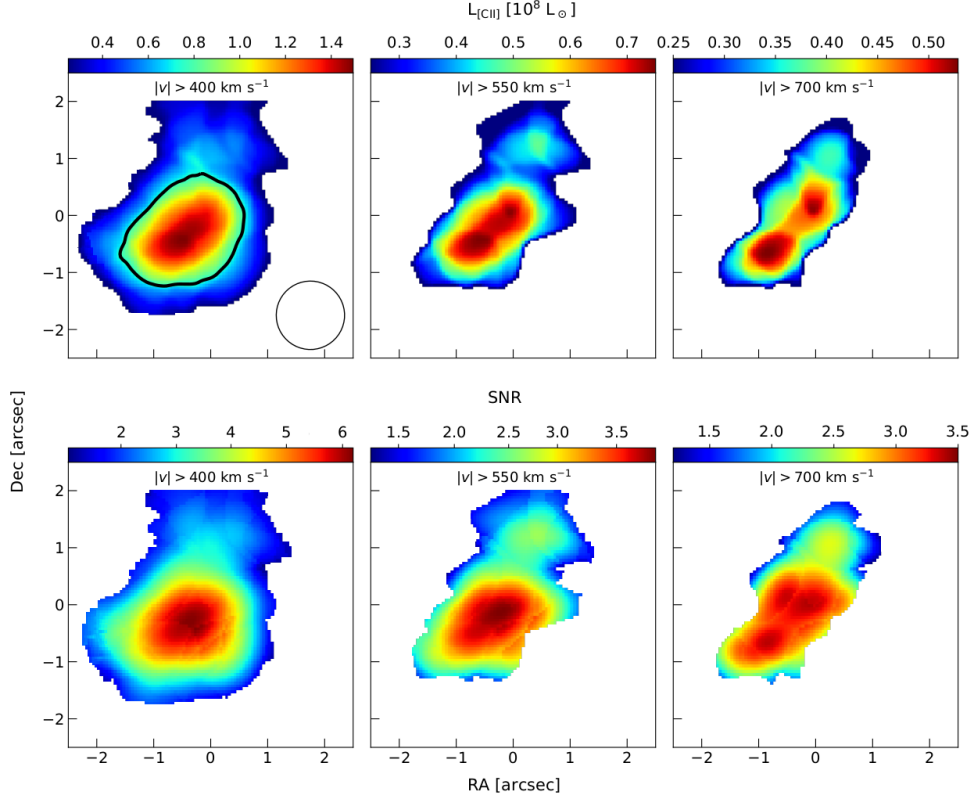 L[CII] [10^8 L⊙]
0.4 0.6 0.8 1.0 1.2 1.4
0.3 0.4 0.5 0.6 0.7
0.25 0.30 0.35 0.40 0.45 0.50
|v| > 400 km s⁻¹
|v| > 550 km s⁻¹
|v| > 700 km s⁻¹
2
1
0
−1
−2
Dec [arcsec]
SNR
2 3 4 5 6
1.5 2.0 2.5 3.0 3.5
1.5 2.0 2.5 3.0 3.5
|v| > 400 km s⁻¹
|v| > 550 km s⁻¹
|v| > 700 km s⁻¹
2
1
0
−1
−2
−2 −1 0 1 2
−2 −1 0 1 2
−2 −1 0 1 2
RA [arcsec]